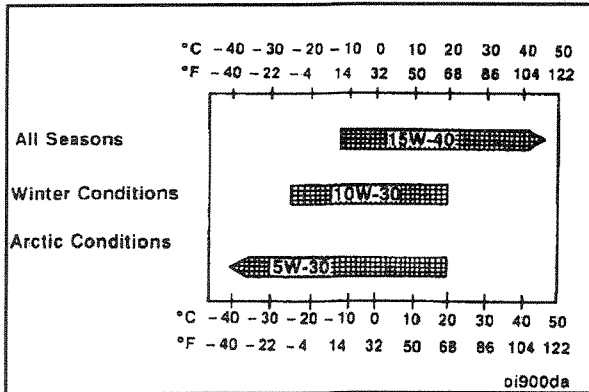 °C -40 -30 -20 -10 0 10 20 30 40 50
°F -40 -22 -4 14 32 50 68 86 104 122
All Seasons 15W-40
Winter Conditions 10W-30
Arctic Conditions
5W-30
°C -40 -30 -20 -10 0 10 20 30 40 50
°F -40 -22 -4 14 32 50 68 86 104 122
oi900da